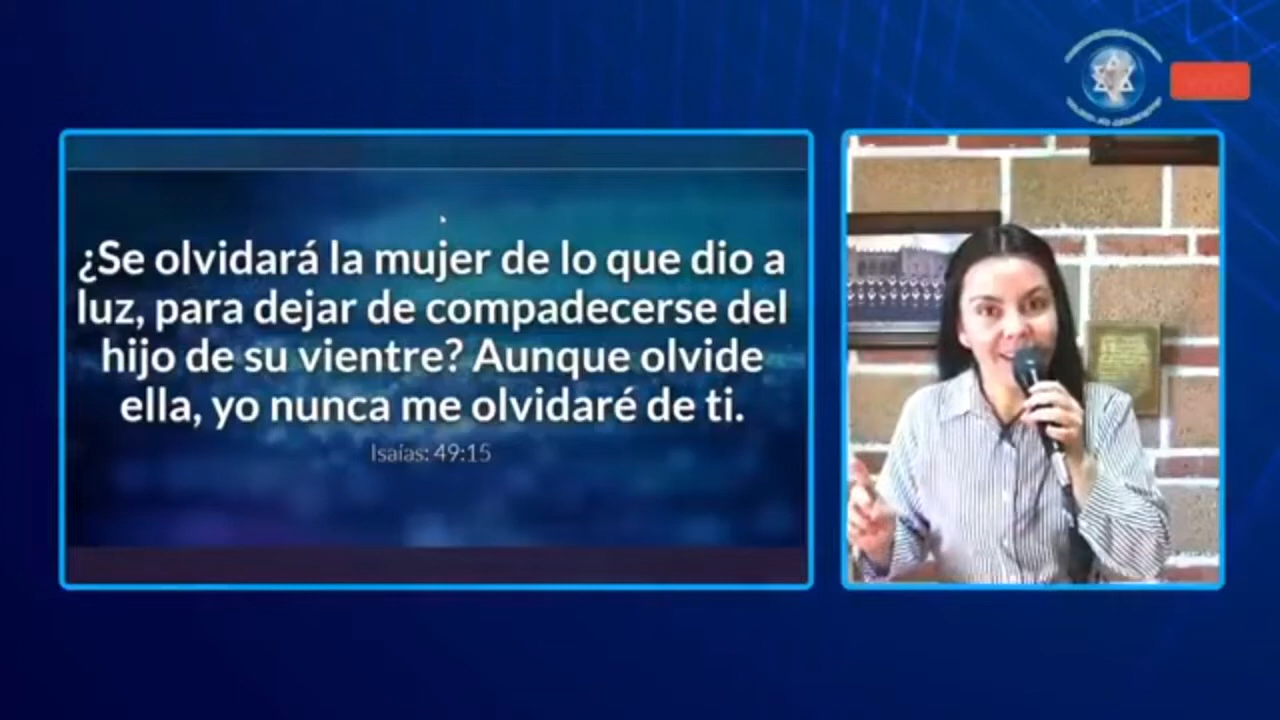 ¿Se olvidará la mujer de lo que dio a
luz, para dejar de compadecerse del
hijo de su vientre? Aunque olvide
ella, yo nunca me olvidaré de ti.
Isaías: 49:15